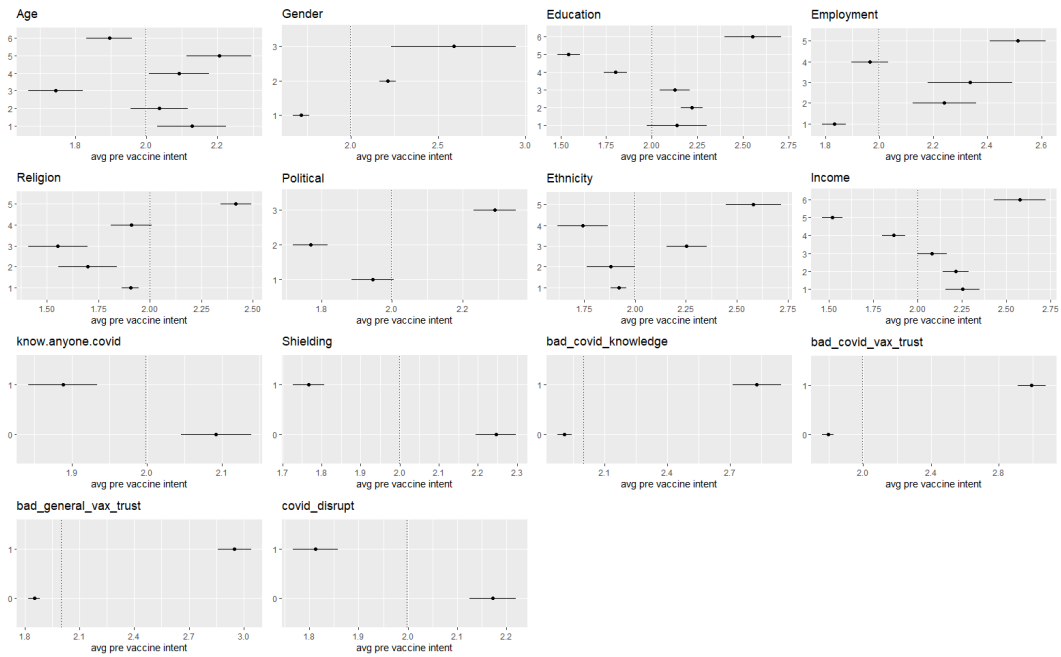 Age
6
5
4
3
2
1
1.8 2.0 2.2
avg pre vaccine intent
Gender
3
2
1
2.0 2.5 3.0
avg pre vaccine intent
Education
6
5
4
3
2
1
1.50 1.75 2.00 2.25 2.50 2.75
avg pre vaccine intent
Employment
5
4
3
2
1
1.8 2.0 2.2 2.4 2.6
avg pre vaccine intent
Religion
5
4
3
2
1
1.50 1.75 2.00 2.25 2.50
avg pre vaccine intent
Political
3
2
1
1.8 2.0 2.2
avg pre vaccine intent
Ethnicity
5
4
3
2
1
1.75 2.00 2.25 2.50 2.75
avg pre vaccine intent
Income
6
5
4
3
2
1
1.50 1.75 2.00 2.25 2.50 2.75
avg pre vaccine intent
know.anyone.covid
1
0
1.9 2.0 2.1
avg pre vaccine intent
Shielding
1
0
1.7 1.8 1.9 2.0 2.1 2.2 2.3
avg pre vaccine intent
bad_covid_knowledge
1
0
2.1 2.4 2.7
avg pre vaccine intent
bad_covid_vax_trust
1
0
2.0 2.4 2.8
avg pre vaccine intent
bad_general_vax_trust
1
0
1.8 2.1 2.4 2.7 3.0
avg pre vaccine intent
covid_disrupt
1
0
1.8 1.9 2.0 2.1 2.2
avg pre vaccine intent